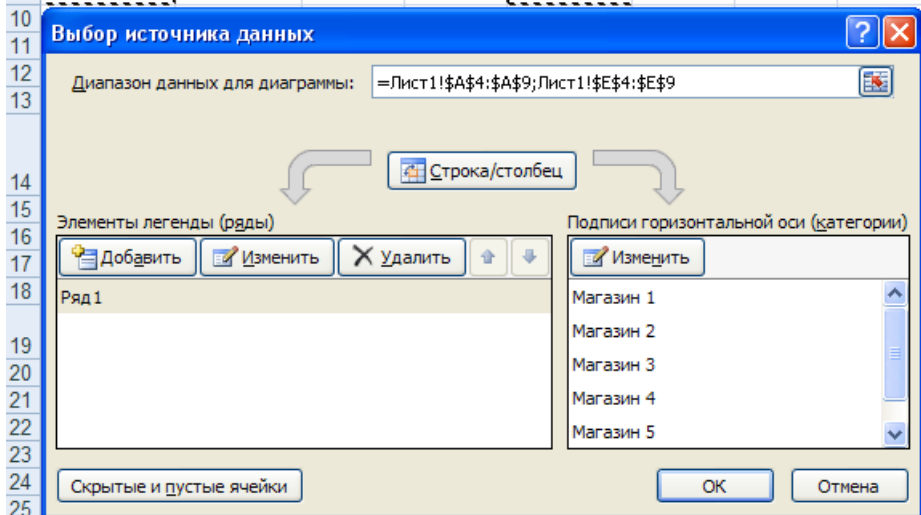 10
Выбор источника данных
11
12
Диапазон данных для диаграммы: =Лист1!$A$4:$A$9;Лист1!$E$4:$E$9
13
14
Строка/столбец
15
Элементы легенды (ряды) Подписи горизонтальной оси (категории)
16
17
Добавить Изменить Удалить Изменить
18
Ряд1 Магазин 1
Магазин 2
19
20
Магазин 3
21
Магазин 4
22
Магазин 5
23
24
Скрытые и пустые ячейки ОК Отмена
25